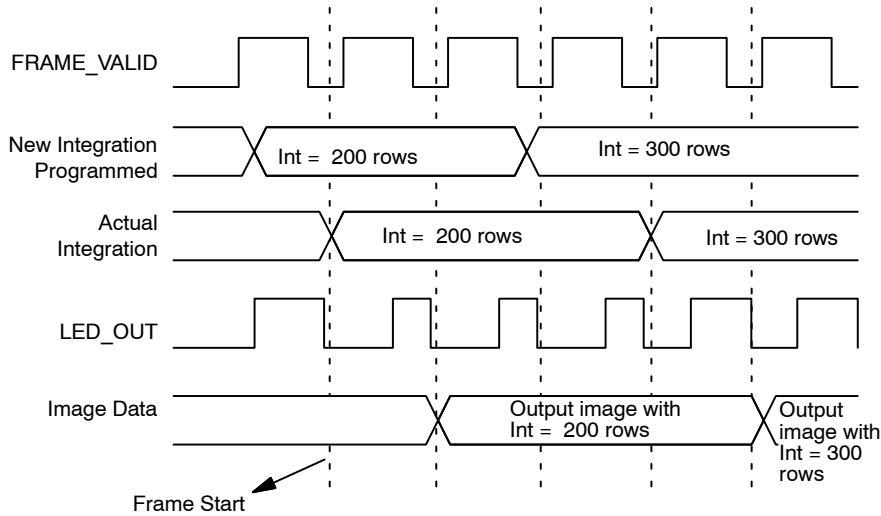 FRAME_VALID
New Integration
Programmed
Int =  200 rows
Int = 300 rows
Actual
Integration
Int =  200 rows
Int = 300 rows
LED_OUT
Image Data
Output image with
Int =  200 rows
Output
image with
Int = 300
rows
Frame Start